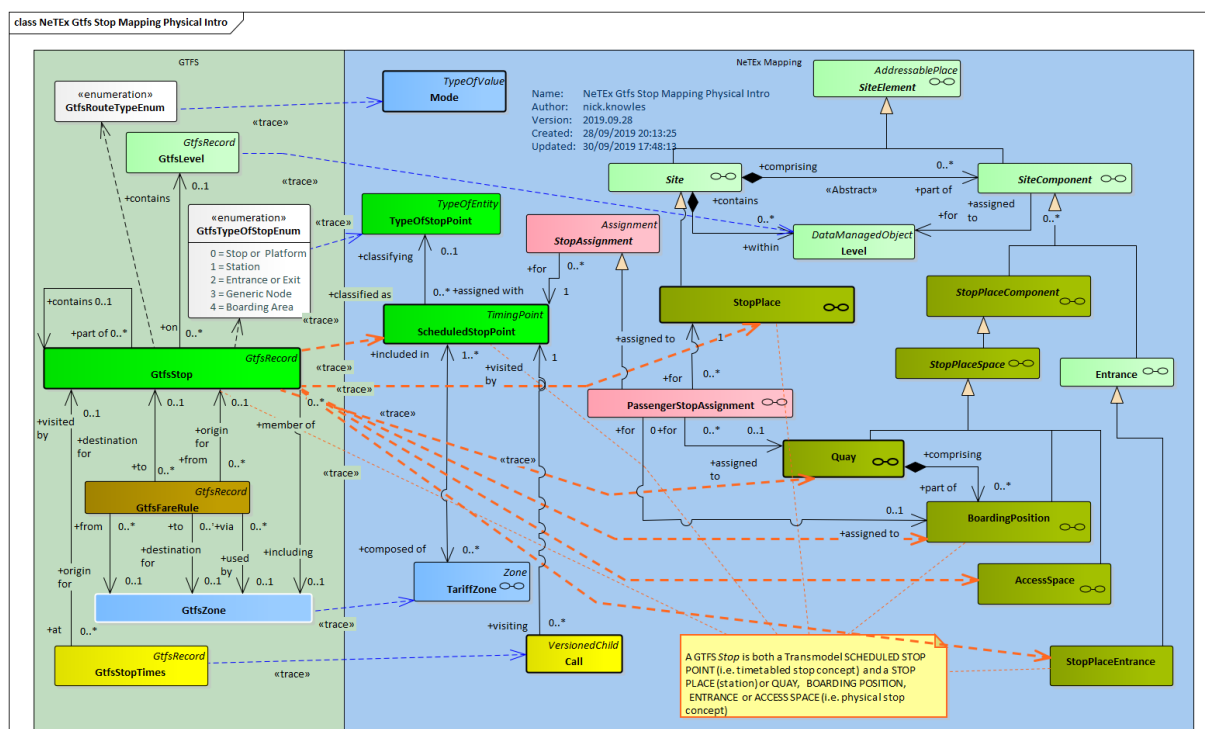 class NeTEx Gtfs Stop Mapping Physical Intro
GTFS
NeTEx Mapping
«enumeration»
GtfsRouteTypeEnum
«trace»
TypeOfValue
Mode
Name: NeTEx Gtfs Stop Mapping Physical Intro
Author: nick.knowles
Version: 2019.09.28
Created: 28/09/2019 20:13:25
Updated: 30/09/2019 17:48:13
AddressablePlace
SiteElement
GtfsRecord
GtfsLevel
«trace»
+contains
0..1
Site
+comprising
0..*
«Abstract»
+part of
SiteComponent
+contains
+assigned to
0..*
+for
0..*
+within
DataManagedObject
Level
«enumeration»
GtfsTypeOfStopEnum
0 = Stop or Platform
1 = Station
2 = Entrance or Exit
3 = Generic Node
4 = Boarding Area
«trace»
TypeOfEntity
TypeOfStopPoint
+classifying
0..1
Assignment
StopAssignment
+for
0..*
1
+contains 0..1
+part of 0..*
+on
0..*
+classified as
0..*
+assigned with
«trace»
StopPlaceComponent
StopPlace
TimingPoint
ScheduledStopPoint
GtfsRecord
GtfsStop
+included in
1..*
+visited by
1
+assigned to
1
+for
0..*
StopPlaceSpace
Entrance
«trace»
«trace»
«trace»
PassengerStopAssignment
0..1
+visited by
+destination for
0..1
0..1
+origin for
0..*
+member of
+for
0+for
0..*
0..1
+assigned to
Quay
+comprising
+part of
0..*
«trace»
«trace»
+to
0..*
+from
0..*
GtfsRecord
GtfsFareRule
+from
0..*
+to
0..*
+via
0..*
+destination for
+used by
+including
0..1
0..1
0..1
0..1
0..1
BoardingPosition
+assigned to
+origin for
+composed of
0..*
Zone
TariffZone
AccessSpace
GtfsZone
«trace»
+at
0..*
+visiting
0..*
GtfsRecord
GtfsStopTimes
«trace»
VersionedChild
Call
A GTFS Stop is both a Transmodel SCHEDULED STOP
POINT (i.e. timetabled stop concept) and a STOP
PLACE (station) or QUAY, BOARDING POSITION,
ENTRANCE or ACCESS SPACE (i.e. physical stop
concept)
StopPlaceEntrance